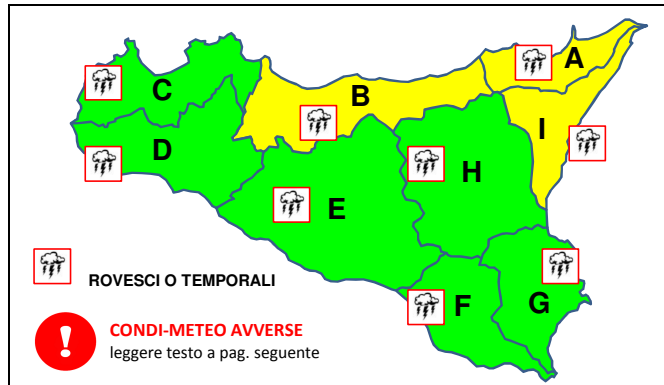 A
C
B
I
D
H
E
ROVESCI O TEMPORALI
F
G
CONDI-METEO AVVERSE
leggere testo a pag. seguente